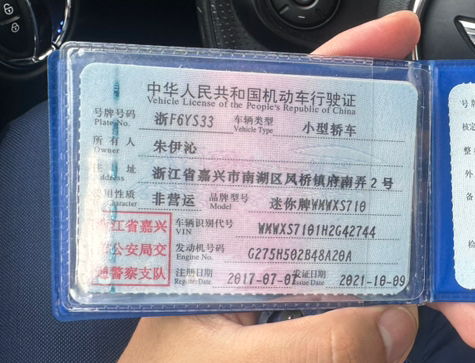 中华人民共和国机动车行驶证
Vehicle License of the People's Republic of China
号牌号码 浙F6YS33 车辆类型 小型轿车
Plate No. Vehicle Type
所有人 朱伊沁
Owner
址 浙江省嘉兴市南湖区凤桥镇府南弄2号
Address
使用性质 非营运 品牌型号 迷你牌WMWXS710
Character Model
浙江省嘉兴 车辆识别代号 WMWXS7101H2G42744
VIN
市公安局交 发动机号码 G275H502B48A20A
Engine No.
通警察支队 注册日期 2017-07-07 发证日期 2021-10-09
Register Date Issue Date